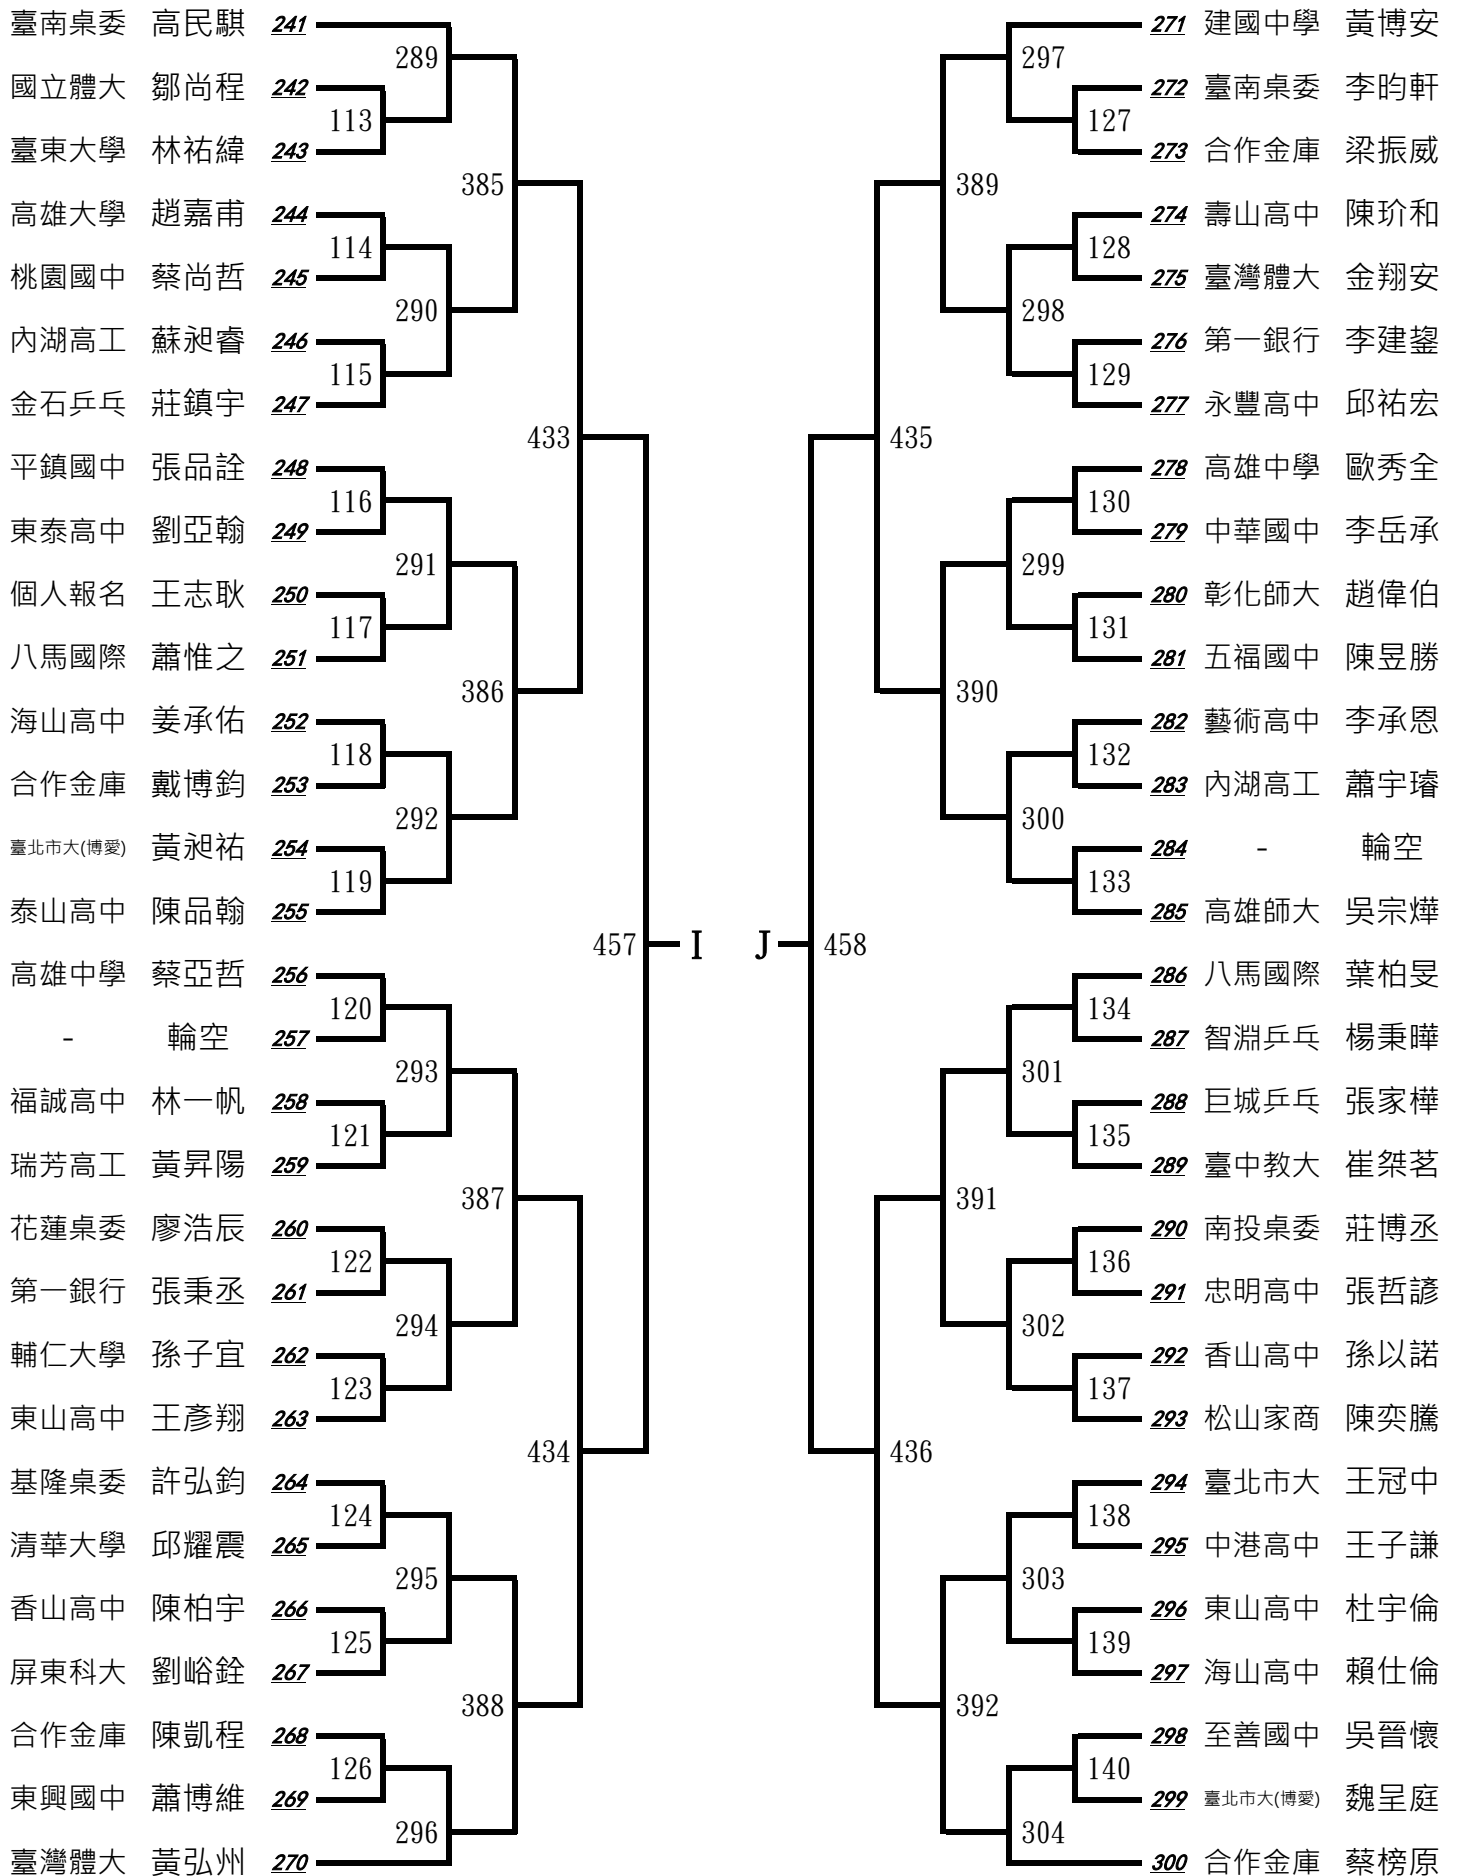 臺南桌委 高民騏 241
289
國立體大 鄒尚程 242
113
臺東大學 林祐緯 243
385
高雄大學 趙嘉甫 244
114
桃園國中 蔡尚哲 245
290
內湖高工 蘇昶睿 246
115
金石乒乓 莊鎮宇 247
433
平鎮國中 張品詮 248
116
東泰高中 劉亞翰 249
291
個人報名 王志耿 250
117
八馬國際 蕭惟之 251
386
海山高中 姜承佑 252
118
合作金庫 戴博鈞 253
292
臺北市大(博愛) 黃昶祐 254
119
泰山高中 陳品翰 255
457 I
高雄中學 蔡亞哲 256
120
- 輪空 257
293
福誠高中 林一帆 258
121
瑞芳高工 黃昇陽 259
387
花蓮桌委 廖浩辰 260
122
第一銀行 張秉丞 261
294
輔仁大學 孫子宜 262
123
東山高中 王彥翔 263
434
基隆桌委 許弘鈞 264
124
清華大學 邱耀震 265
295
香山高中 陳柏宇 266
125
屏東科大 劉峪銓 267
388
合作金庫 陳凱程 268
126
東興國中 蕭博維 269
296
臺灣體大 黃弘州 270
271 建國中學 黃博安
297
272 臺南桌委 李昀軒
127
273 合作金庫 梁振威
389
274 壽山高中 陳玠和
128
275 臺灣體大 金翔安
298
276 第一銀行 李建鋆
129
277 永豐高中 邱祐宏
435
278 高雄中學 歐秀全
130
279 中華國中 李岳承
299
280 彰化師大 趙偉伯
131
281 五福國中 陳昱勝
390
282 藝術高中 李承恩
132
283 內湖高工 蕭宇璿
300
284 - 輪空
133
285 高雄師大 吳宗燁
J 458
286 八馬國際 葉柏旻
134
287 智淵乒乓 楊秉曄
301
288 巨城乒乓 張家樺
135
289 臺中教大 崔桀茗
391
290 南投桌委 莊博丞
136
291 忠明高中 張哲諺
302
292 香山高中 孫以諾
137
293 松山家商 陳奕騰
436
294 臺北市大 王冠中
138
295 中港高中 王子謙
303
296 東山高中 杜宇倫
139
297 海山高中 賴仕倫
392
298 至善國中 吳晉懷
140
299 臺北市大(博愛) 魏呈庭
304
300 合作金庫 蔡榜原